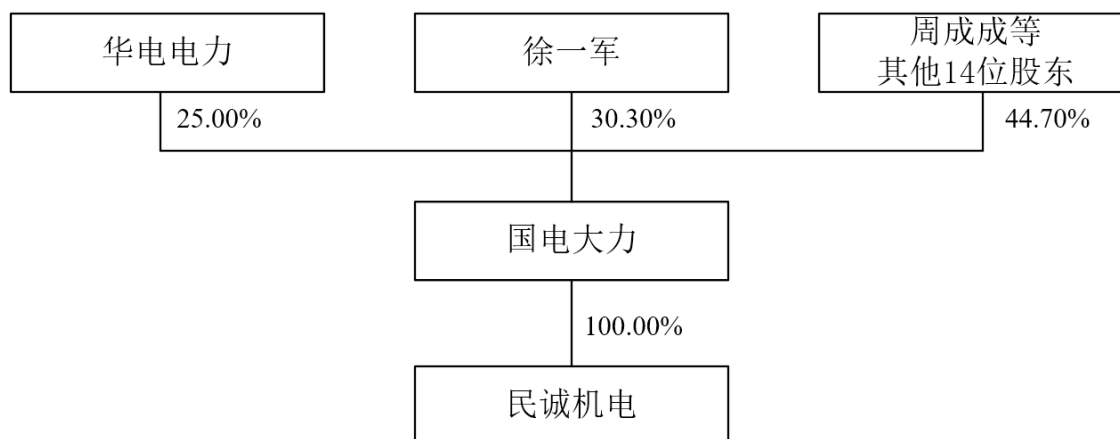 华电电力
徐一军
周成成等
其他14位股东
25.00%
30.30%
44.70%
国电大力
100.00%
民诚机电